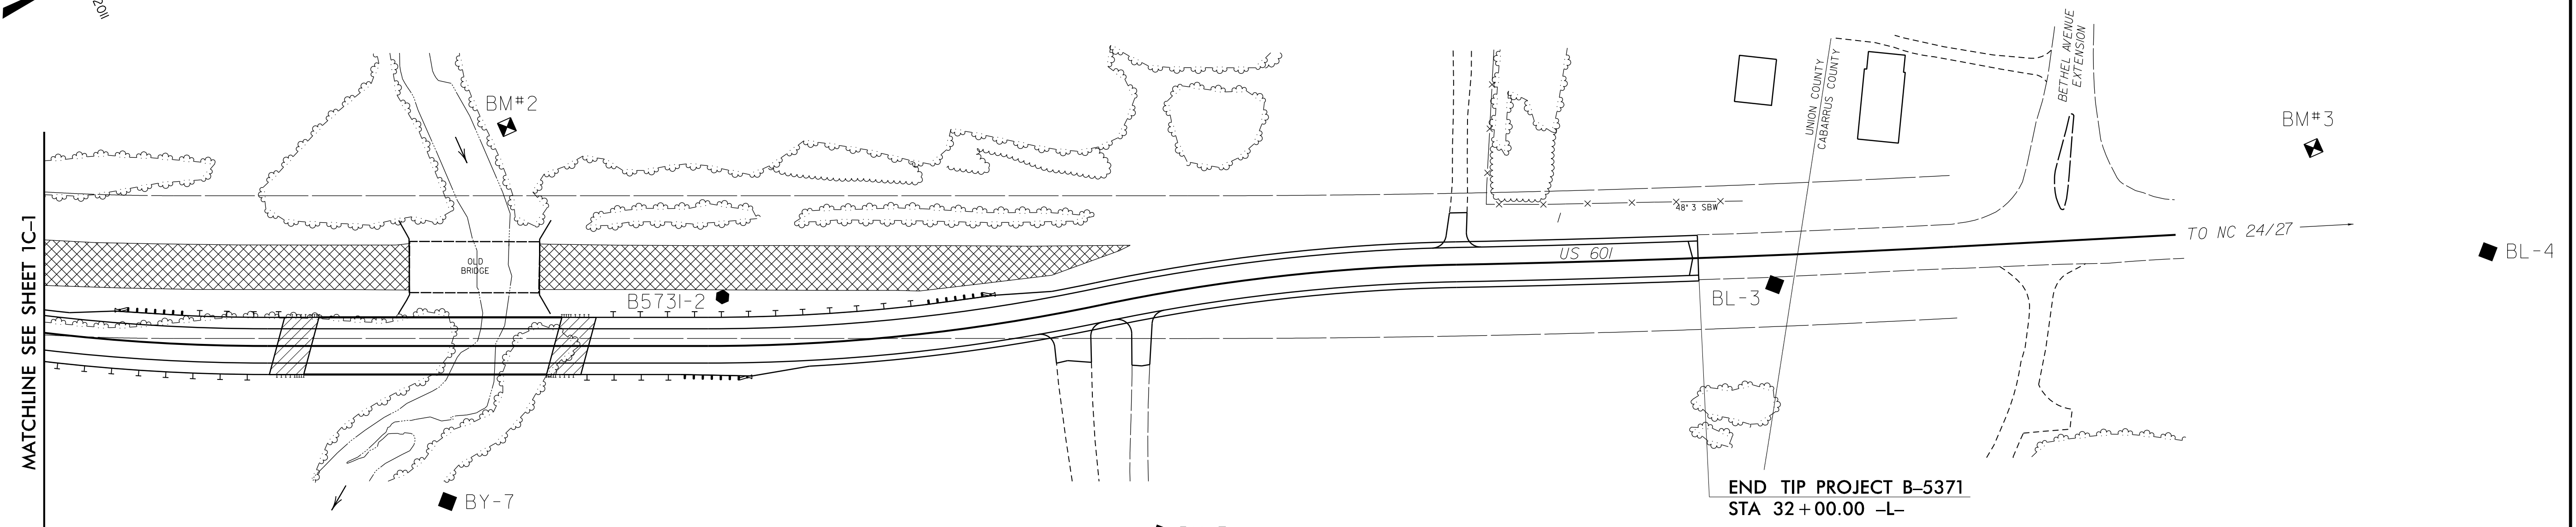 2011
BM#2
OLD
BRIDGE
B5731-2
MATCHLINE SEE SHEET 1C–1
BY-7
48" 3 SBW
US 601
UNION COUNTY
CABARRUS COUNTY
BETHEL AVENUE
EXTENSION
BM#3
TO NC 24/27
BL-3
BL-4
END TIP PROJECT B–5371
STA 32+00.00 –L–